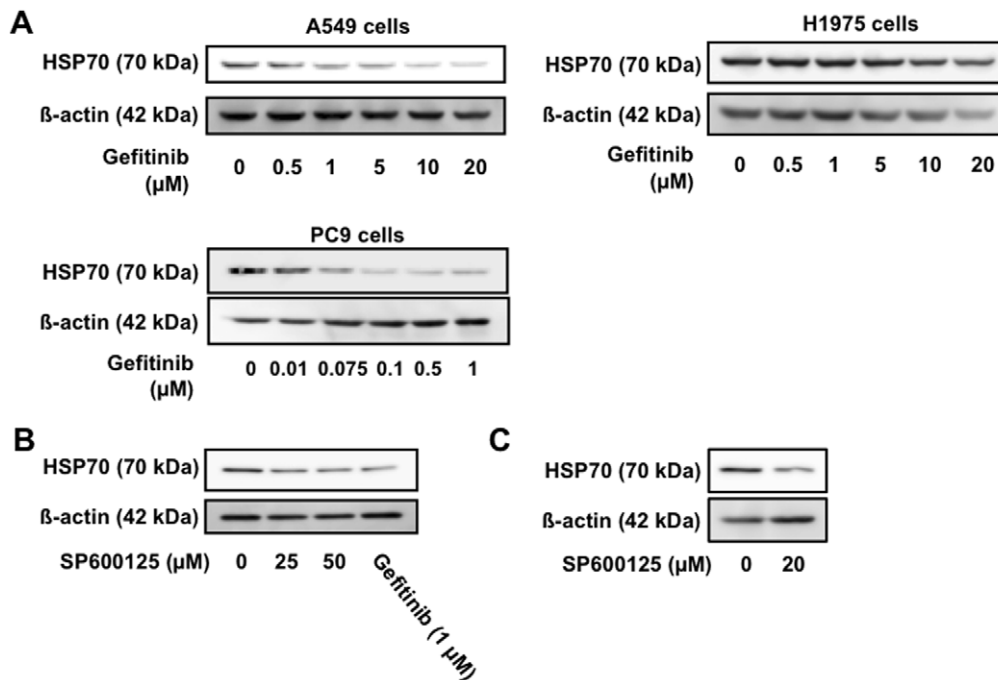 A
A549 cells
HSP70 (70 kDa)
ß-actin (42 kDa)
Gefitinib
(µM)
0 0.5 1 5 10 20
H1975 cells
HSP70 (70 kDa)
ß-actin (42 kDa)
Gefitinib
(µM)
0 0.5 1 5 10 20
PC9 cells
HSP70 (70 kDa)
ß-actin (42 kDa)
Gefitinib
(µM)
0 0.01 0.075 0.1 0.5 1
B
HSP70 (70 kDa)
ß-actin (42 kDa)
SP600125 (µM) 0 25 50 Gefitinib (1 µM)
C
HSP70 (70 kDa)
ß-actin (42 kDa)
SP600125 (µM) 0 20